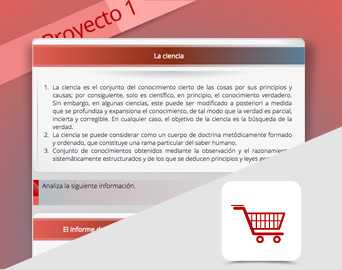 Proyecto 1
La ciencia
1. La ciencia es el conjunto del conocimiento cierto de las cosas por sus principios y
causas; por consiguiente, solo es científico, en principio, el conocimiento verdadero.
Sin embargo, en algunas ciencias, este puede ser modificado a posteriori a medida
que se profundiza y expansiona el conocimiento, de tal modo que la verdad es parcial,
incierta y corregible. En cualquier caso, el objetivo de la ciencia es la búsqueda de la
verdad.
2. La ciencia se puede considerar como un cuerpo de doctrina metódicamente formado
y ordenado, que constituye una rama particular del saber humano.
3. Conjunto de conocimientos obtenidos mediante la observación y el razonamiento,
sistemáticamente estructurados y de los que se deducen principios y leyes
Analiza la siguiente información.
El informe